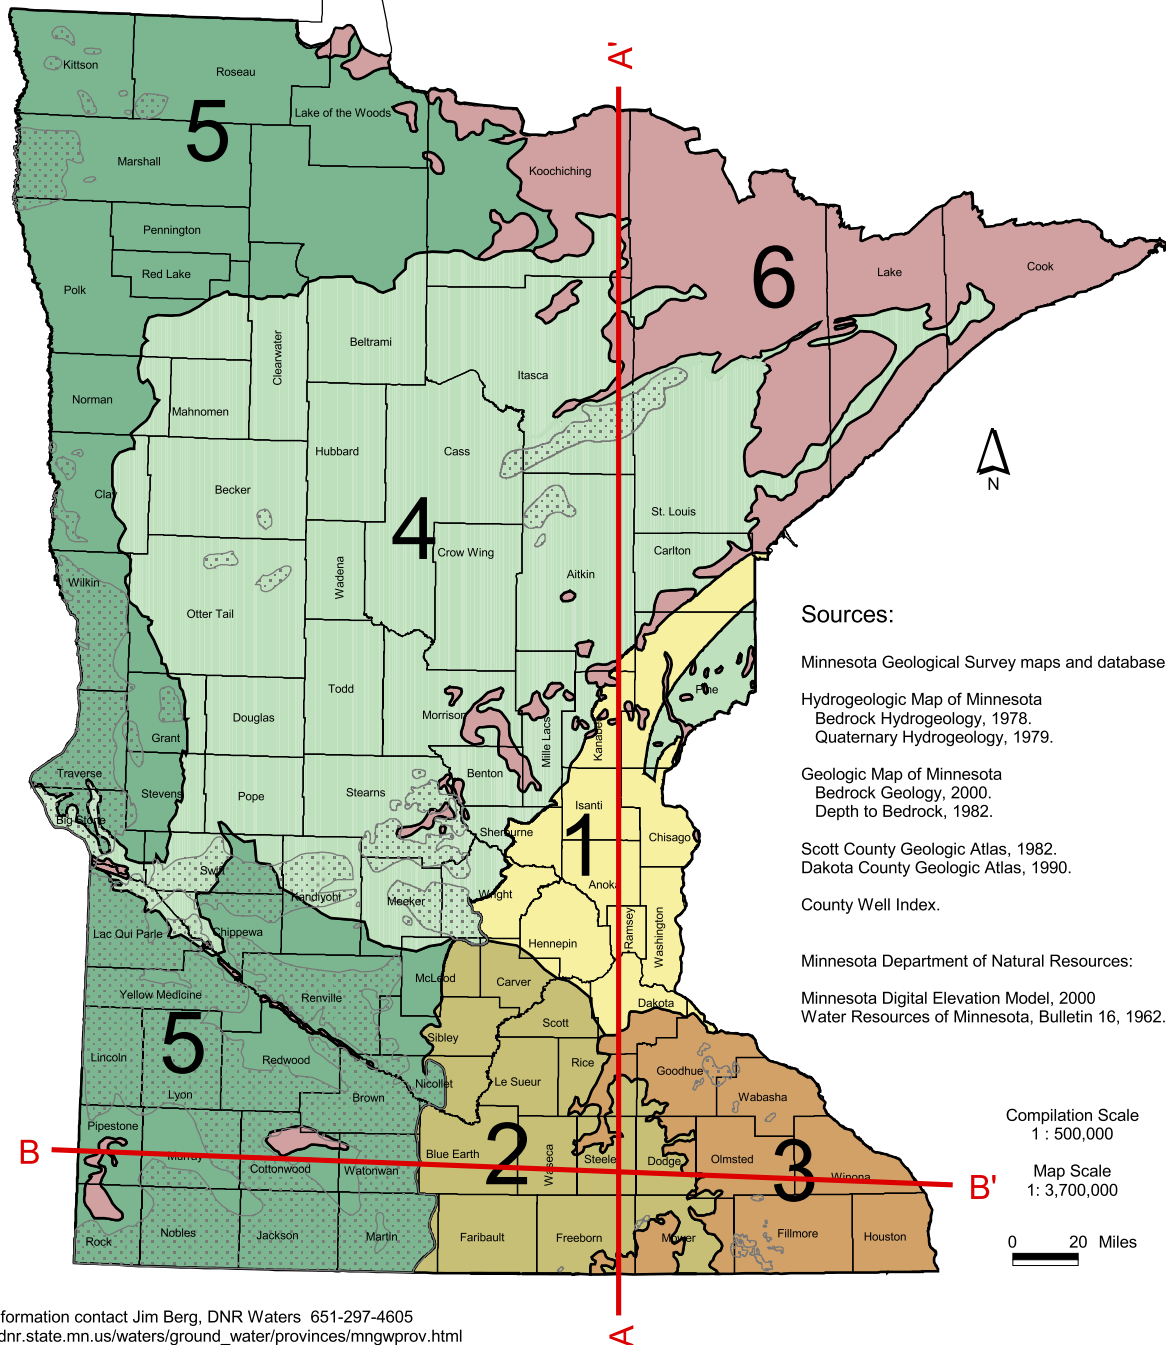 A'
Kittson
Roseau
Lake of the Woods
5
Marshall
Koochiching
Pennington
Red Lake
Polk
6
Lake
Cook
Beltrami
Clearwater
Itasca
Norman
Mahnomen
Hubbard
Cass
Clay
Becker
St. Louis
N
4
Crow Wing
Carlton
Wilkin
Wadena
Aitkin
Otter Tail
Todd
Pine
Douglas
Morrison
Mille Lacs
Kanabec
Grant
Traverse
Benton
Stevens
Pope
Stearns
Isanti
Big Stone
Sherburne
1
Chisago
Swift
Anoka
Kandiyohi
Meeker
Wright
Lac Qui Parle
Chippewa
Hennepin
Ramsey
Washington
McLeod
Carver
Yellow Medicine
Renville
Dakota
Scott
5
Sibley
Lincoln
Redwood
Rice
Goodhue
Nicollet
Le Sueur
Lyon
Brown
Wabasha
Pipestone
B
Murray
Cottonwood
Watonwan
Blue Earth
2
Waseca
Steele
Dodge
Olmsted
3
Winona
B'
Rock
Nobles
Jackson
Martin
Faribault
Freeborn
Mower
Fillmore
Houston
A
Sources:
Minnesota Geological Survey maps and database
Hydrogeologic Map of Minnesota
Bedrock Hydrogeology, 1978.
Quaternary Hydrogeology, 1979.
Geologic Map of Minnesota
Bedrock Geology, 2000.
Depth to Bedrock, 1982.
Scott County Geologic Atlas, 1982.
Dakota County Geologic Atlas, 1990.
County Well Index.
Minnesota Department of Natural Resources:
Minnesota Digital Elevation Model, 2000
Water Resources of Minnesota, Bulletin 16, 1962.
Compilation Scale
1 : 500,000
Map Scale
1: 3,700,000
0 20 Miles
formation contact Jim Berg, DNR Waters 651-297-4605
dnr.state.mn.us/waters/ground_water/provinces/mngwprov.html